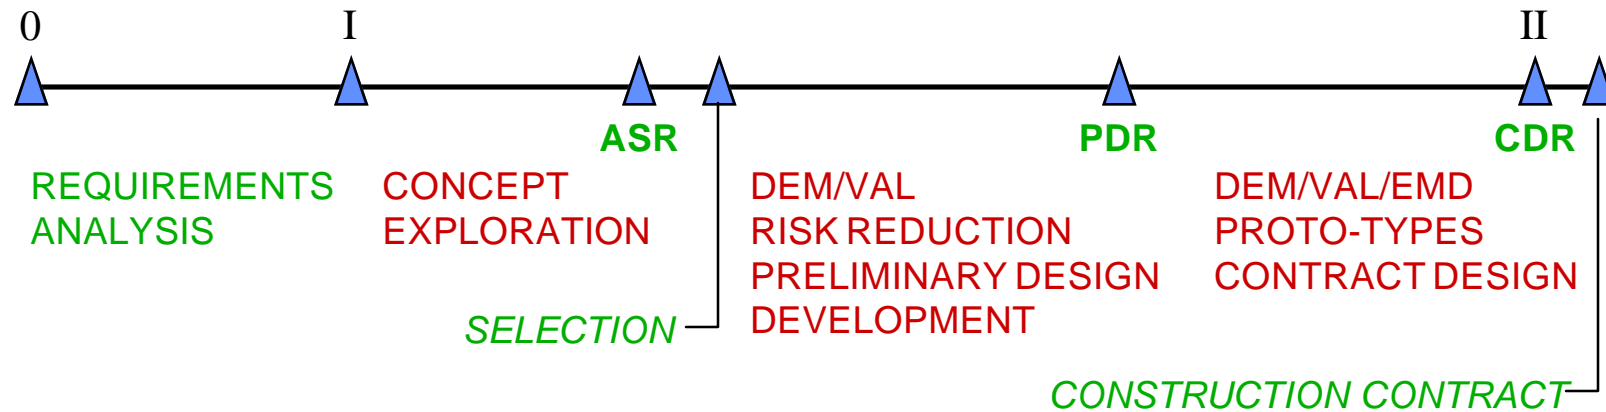 0
I
II
ASR
PDR
CDR
REQUIREMENTS
ANALYSIS
CONCEPT
EXPLORATION
DEM/VAL
RISK REDUCTION
PRELIMINARY DESIGN
DEVELOPMENT
DEM/VAL/EMD
PROTO-TYPES
CONTRACT DESIGN
SELECTION
CONSTRUCTION CONTRACT